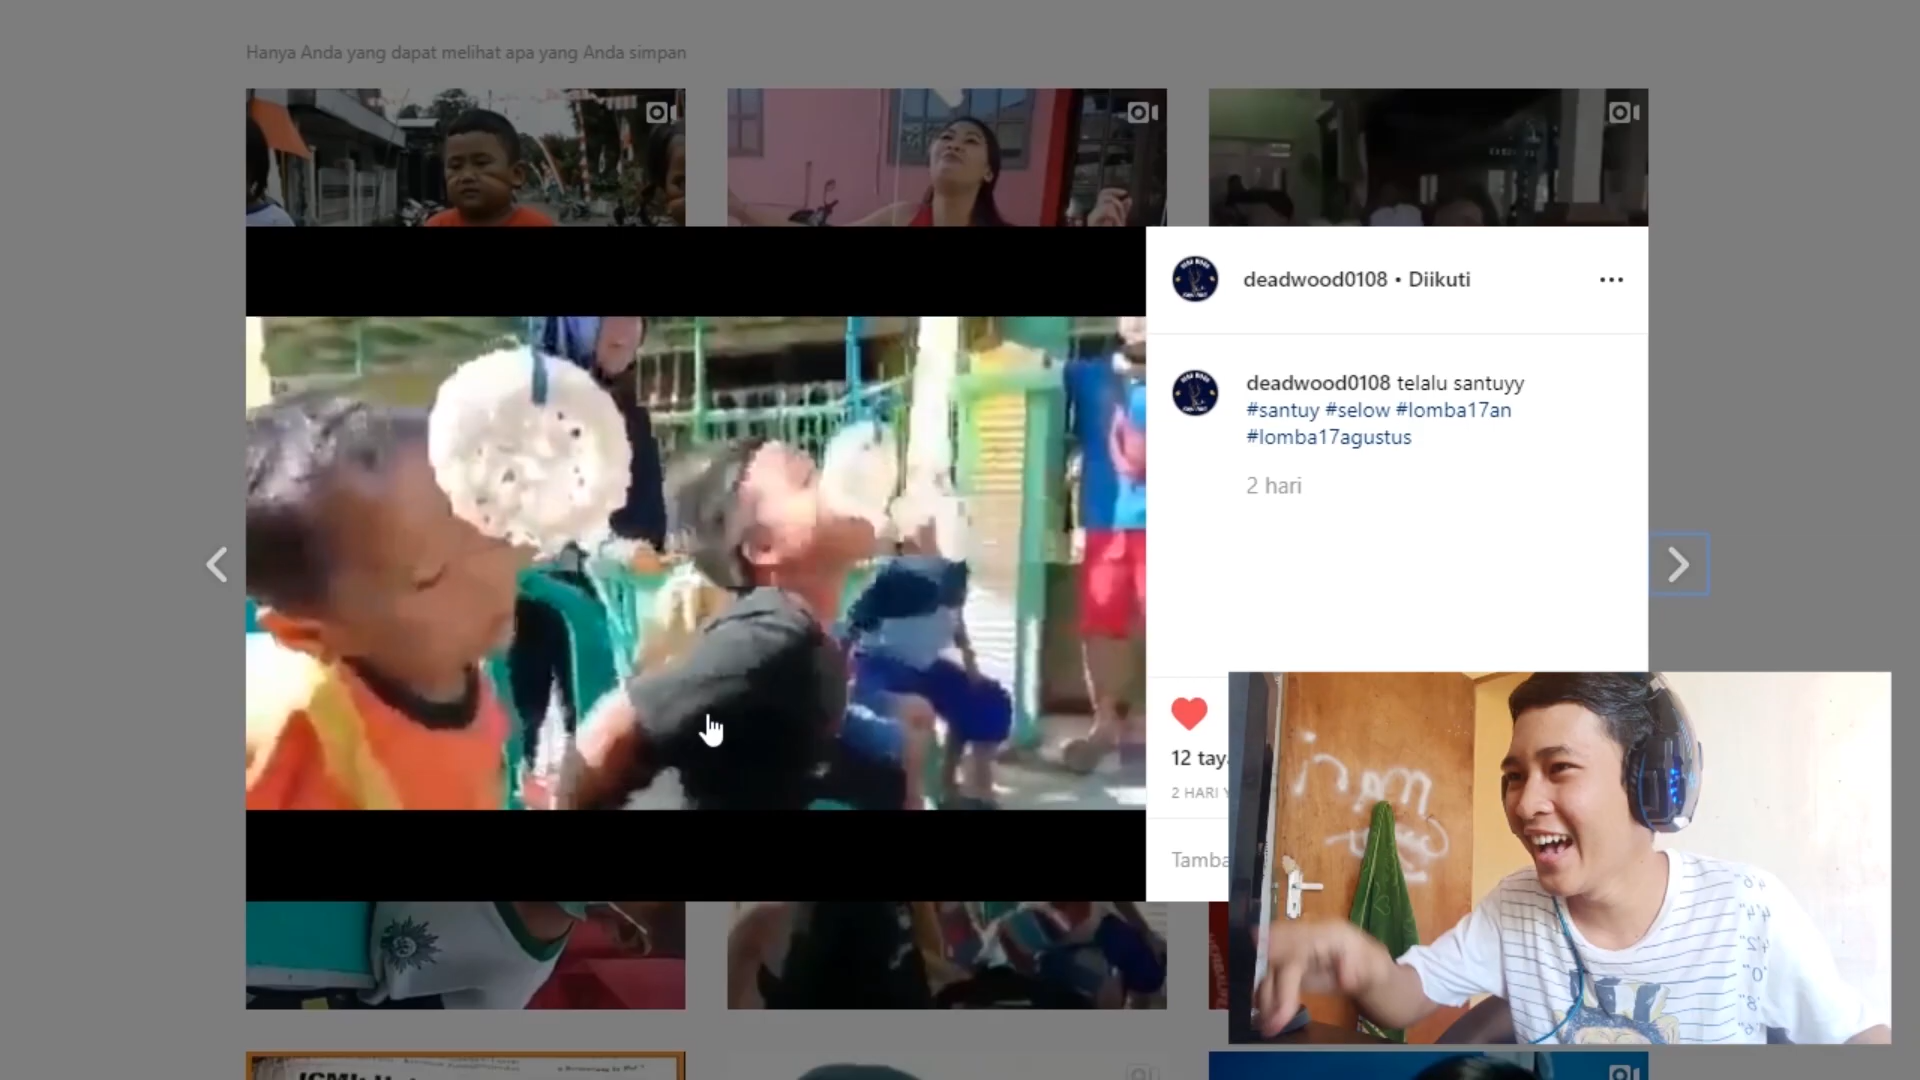 Hanya Anda yang dapat melihat apa yang Anda simpan
deadwood0108 • Diikuti
deadwood0108 telalu santuyy
#santuy #selow #lomba17an
#lomba17agustus
2 hari
12 tay
2 HARI Y
Tamba